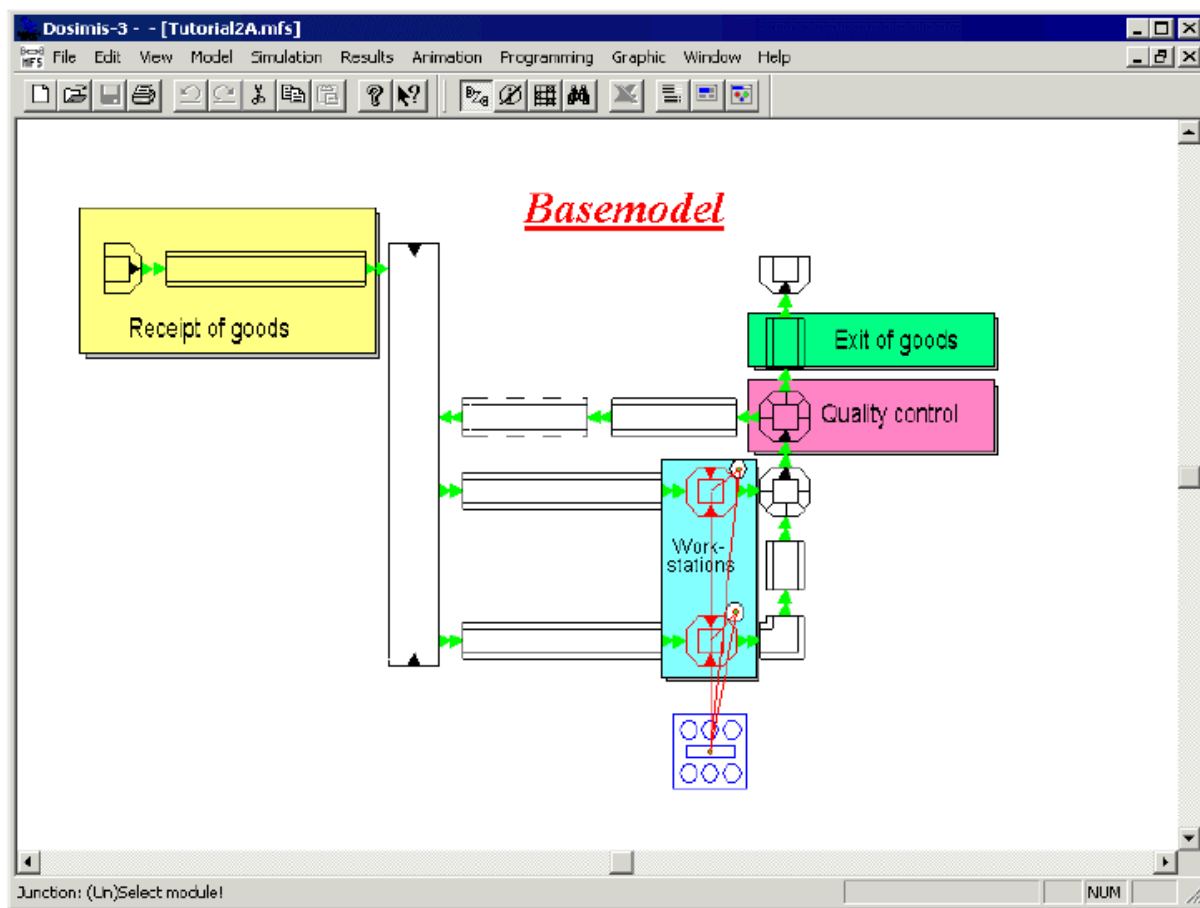 Dosimis-3 - - [Tutorial2A.mfs]
File Edit View Model Simulation Results Animation Programming Graphic Window Help
Basemodel
Receipt of goods
Exit of goods
Quality control
Work-
stations
Junction: (Un)Select module!
NUM